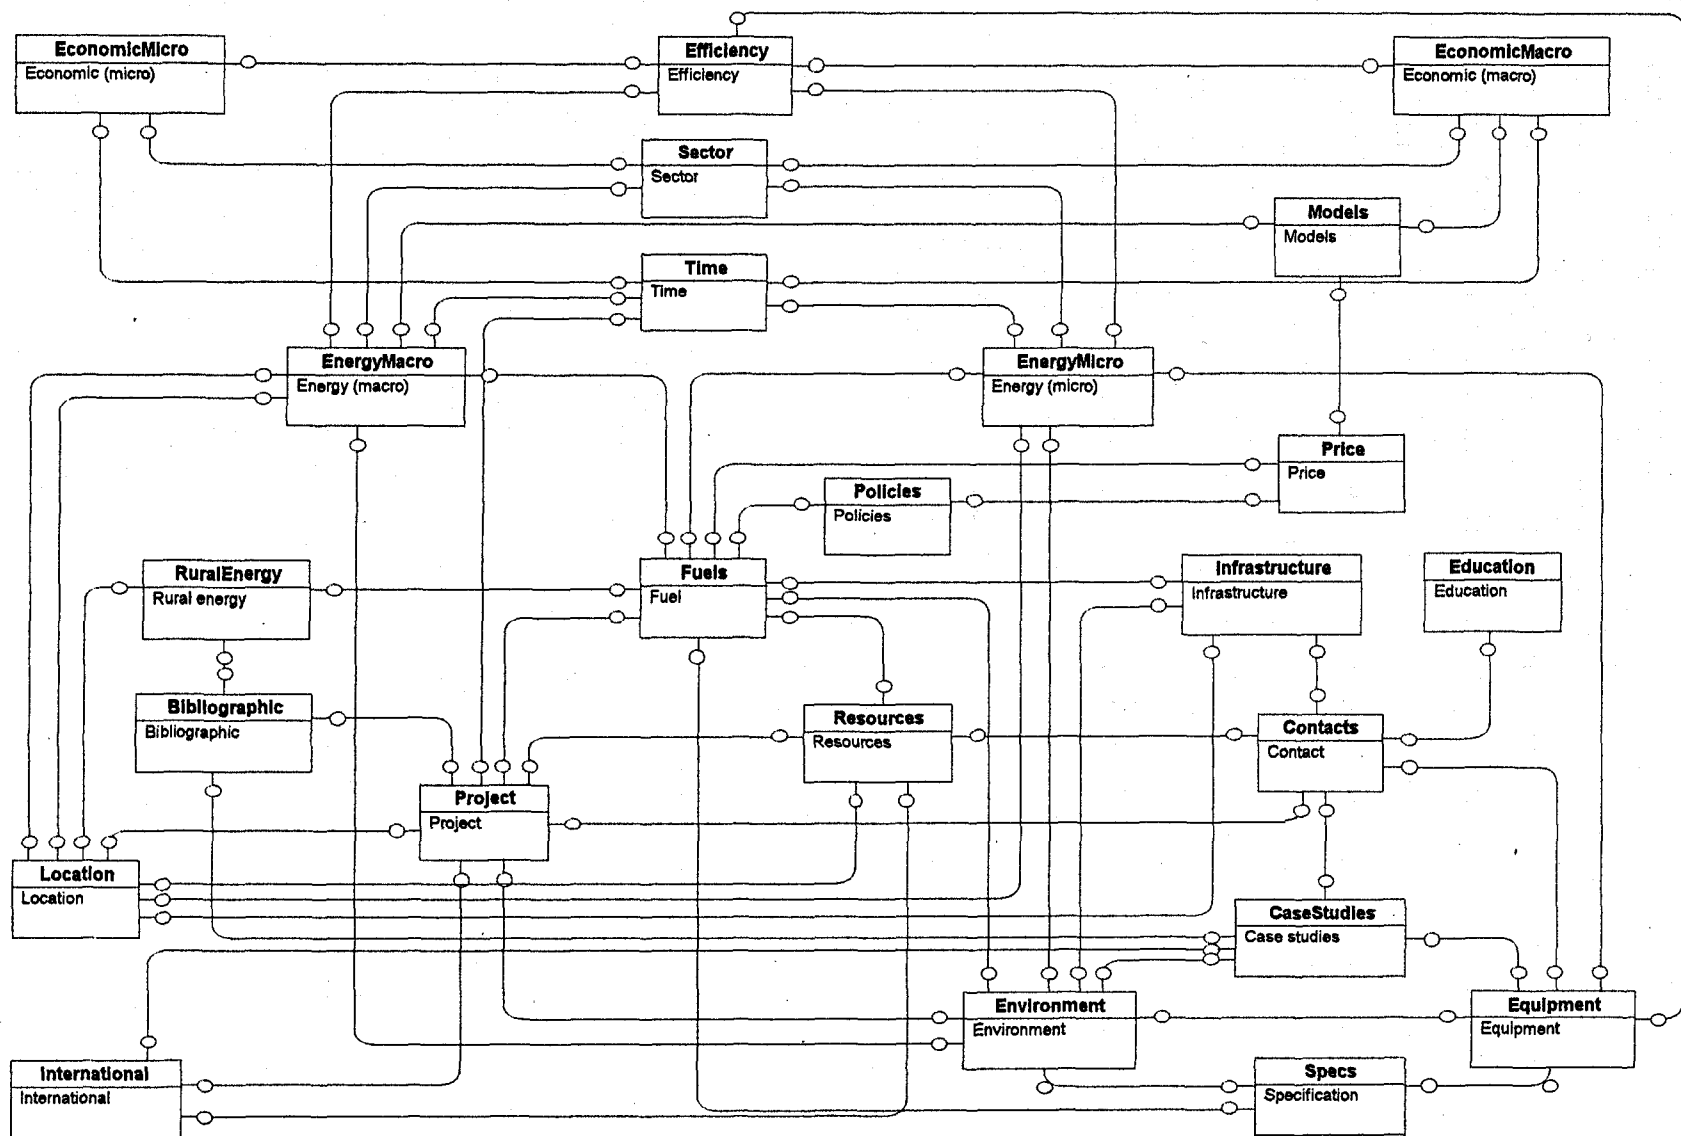 EconomicMicro
Economic (micro)
Efficiency
Efficiency
EconomicMacro
Economic (macro)
Sector
Sector
Models
Models
Time
Time
EnergyMacro
Energy (macro)
EnergyMicro
Energy (micro)
Price
Price
Policies
Policies
RuralEnergy
Rural energy
Fuels
Fuel
Infrastructure
Infrastructure
Education
Education
Bibliographic
Bibliographic
Resources
Resources
Contacts
Contact
Project
Project
Location
Location
CaseStudies
Case studies
Environment
Environment
Equipment
Equipment
International
International
Specs
Specification